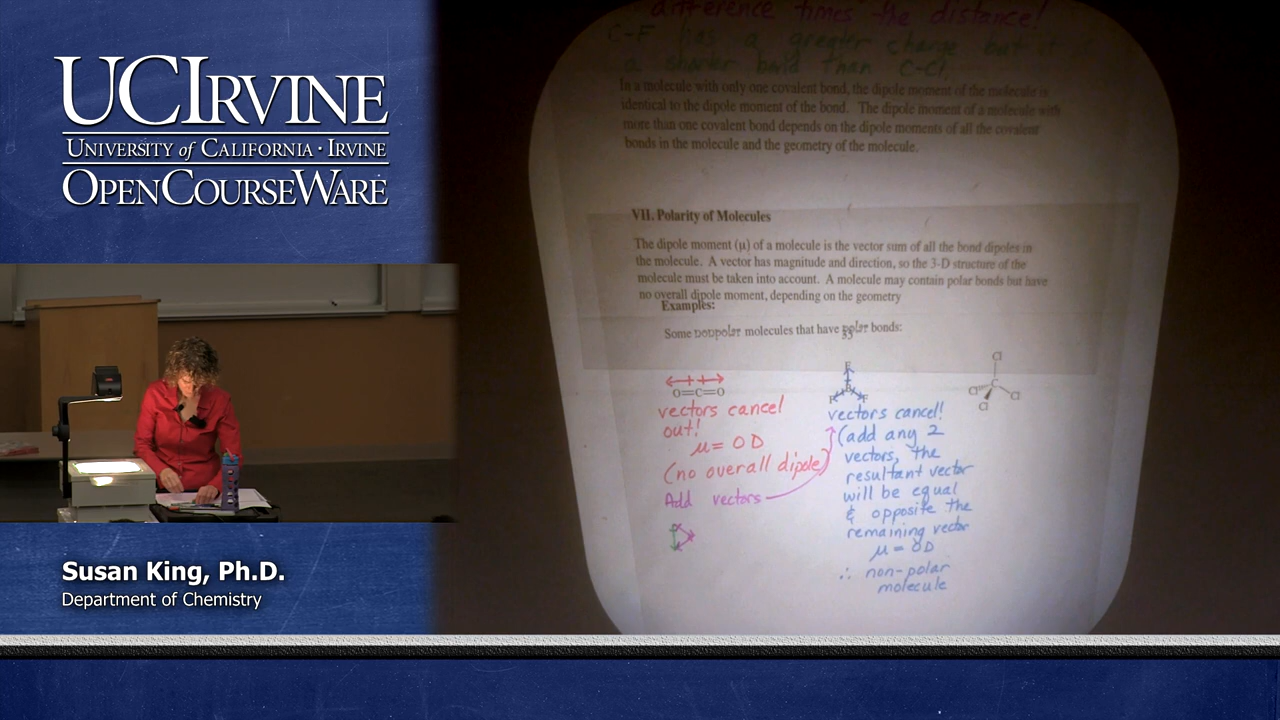 UCIRVINE
UNIVERSITY of CALIFORNIA · IRVINE
OPENCOURSEWARE
Susan King, Ph.D.
Department of Chemistry
difference times the distance!
C-F has a greater charge but it
a shorter bond than C-Cl
In a molecule with only one covalent bond, the dipole moment of the molecule is
identical to the dipole moment of the bond. The dipole moment of a molecule with
more than one covalent bond depends on the dipole moments of all the covalent
bonds in the molecule and the geometry of the molecule.
VII. Polarity of Molecules
The dipole moment (μ) of a molecule is the vector sum of all the bond dipoles in
the molecule. A vector has magnitude and direction, so the 3-D structure of the
molecule must be taken into account. A molecule may contain polar bonds but have
no overall dipole moment, depending on the geometry
Examples:
Some nonpolar molecules that have polar bonds:
O=C=O
vectors cancel
out!
μ = 0 D
(no overall dipole)
Add vectors
F
B
F F
vectors cancel!
(add any 2
vectors, the
resultant vector
will be equal
& opposite the
remaining vector
μ = 0D
∴ non-polar
molecule
Cl
C
Cl Cl
Cl